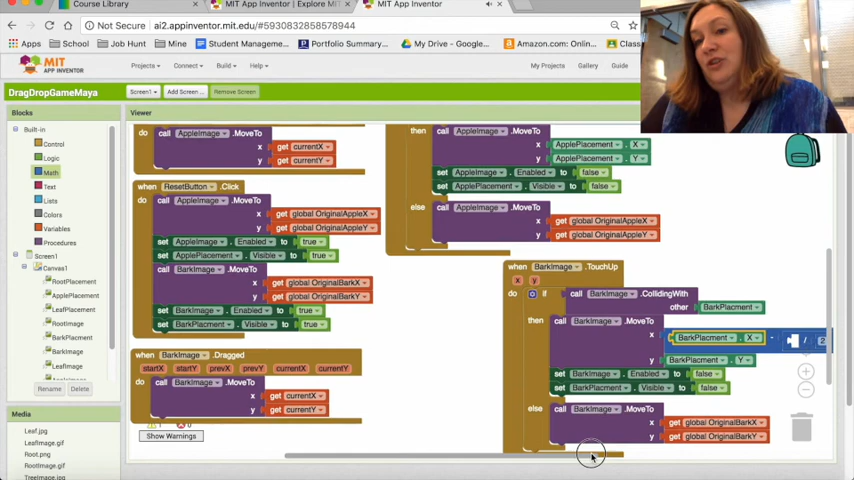 Course Library
MIT App Inventor | Explore M
MIT App Inventor
Not Secure | ai2.appinventor.mit.edu/#5930832858578944
Apps School Job Hunt Student Manageme... Portfolio Summary... My Drive - Google... Amazon.com: Onlin... Class
MIT
APP INVENTOR
Projects Connect Build Help My Projects Gallery Guide
DragDropGameMaya Screen1 Add Screen ... Remove Screen
Blocks
Viewer
Built-in
Control
Logic
Math
Text
Lists
Colors
Variables
Procedures
Screen1
Canvas1
RootPlacement
ApplePlacement
LeafPlacement
RootImage
BarkPlacment
BarkImage
LeafImage
Rename Delete
Media
Leaf.jpg
LeafImage.gif
Root.png
RootImage.gif
TreeImage.jpg
do call AppleImage .MoveTo
x get currentX
y get currentY
when ResetButton .Click
do call AppleImage .MoveTo
x get global OriginalAppleX
y get global OriginalAppleY
set AppleImage . Enabled to true
set ApplePlacement . Visible to true
call BarkImage .MoveTo
x get global OriginalBarkX
y get global OriginalBarkY
set BarkImage . Enabled to true
set BarkPlacment . Visible to true
when BarkImage .Dragged
startX startY prevX prevY currentX currentY
do call BarkImage .MoveTo
x get currentX
y get currentY
Show Warnings
then call AppleImage .MoveTo
x ApplePlacement . X
y ApplePlacement . Y
set AppleImage . Enabled to false
set ApplePlacement . Visible to false
else call AppleImage .MoveTo
x get global OriginalAppleX
y get global OriginalAppleY
when BarkImage .TouchUp
x y
do if call BarkImage .CollidingWith
other BarkPlacment
then call BarkImage .MoveTo
x BarkPlacment . X - / 2
y BarkPlacment . Y
set BarkImage . Enabled to false
set BarkPlacment . Visible to false
else call BarkImage .MoveTo
x get global OriginalBarkX
y get global OriginalBarkY